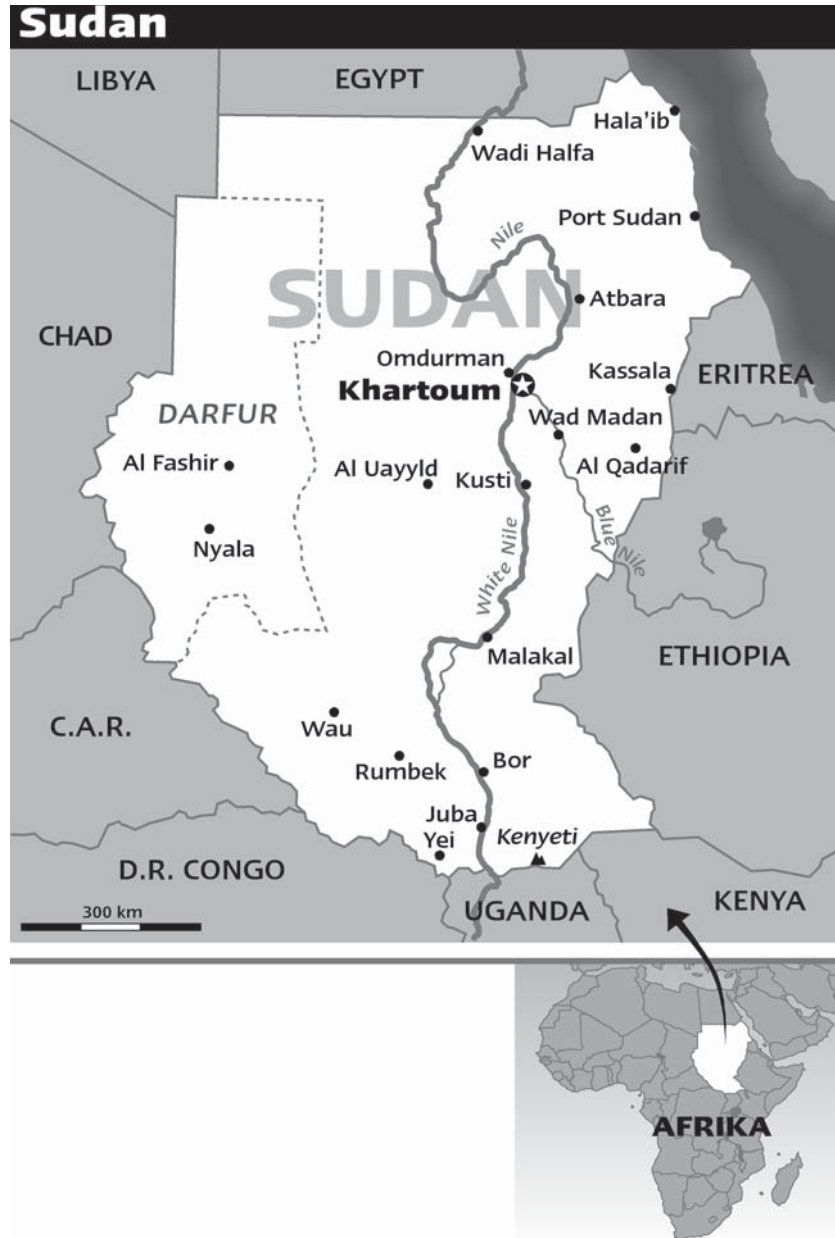 Sudan
LIBYA
EGYPT
Hala'ib
Wadi Halfa
Port Sudan
Nile
SUDAN
Atbara
CHAD
Omdurman
Kassala
ERITREA
Khartoum
DARFUR
Wad Madan
Al Fashir
Al Uayyld
Kusti
Al Qadarif
Nyala
Blue Nile
White Nile
Malakal
ETHIOPIA
C.A.R.
Wau
Rumbek
Bor
Juba
Kenyeti
Yei
D.R. CONGO
UGANDA
KENYA
300 km
AFRIKA